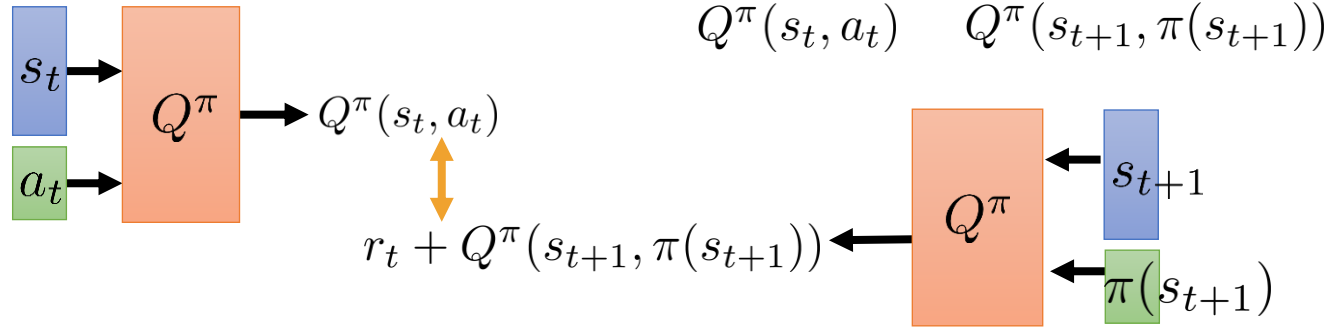 Q^π(s_t, a_t) Q^π(s_{t+1}, π(s_{t+1}))
s_t
a_t
Q^π
Q^π(s_t, a_t)
r_t + Q^π(s_{t+1}, π(s_{t+1}))
Q^π
s_{t+1}
π(s_{t+1})